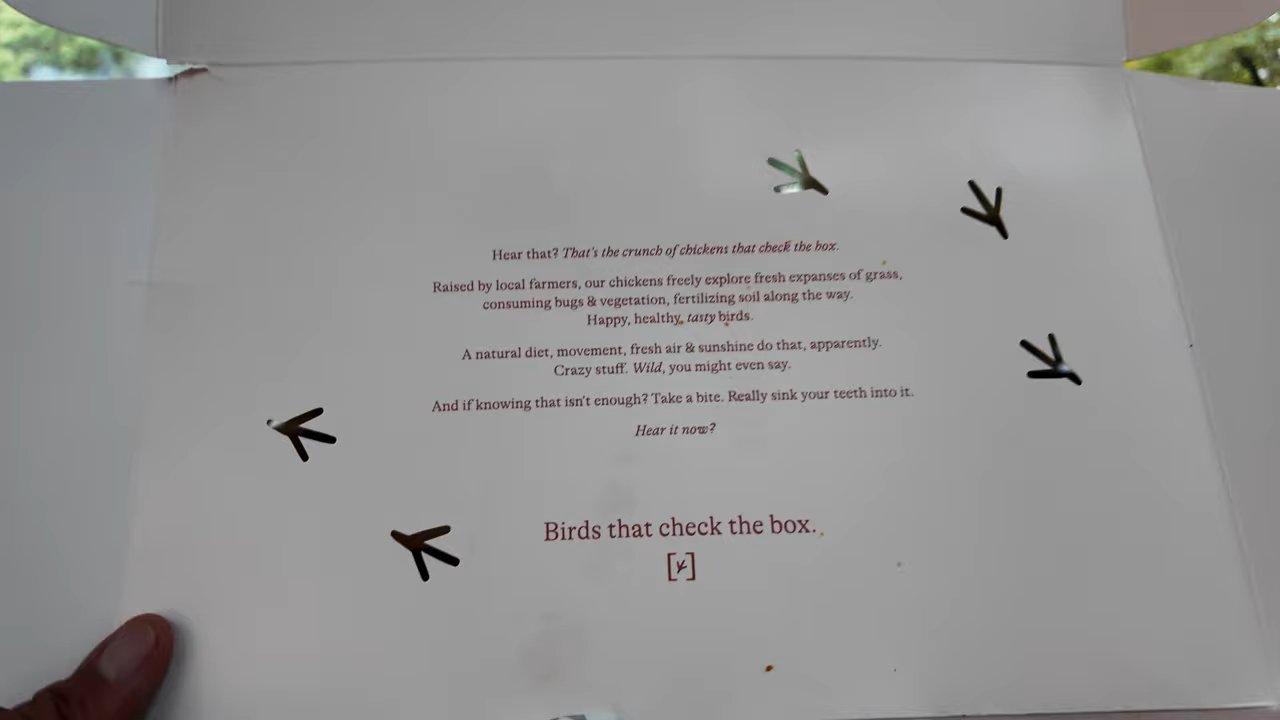 Hear that? That's the crunch of chickens that check the box.
Raised by local farmers, our chickens freely explore fresh expanses of grass,
consuming bugs & vegetation, fertilizing soil along the way.
Happy, healthy, tasty birds.
A natural diet, movement, fresh air & sunshine do that, apparently.
Crazy stuff. Wild, you might even say.
And if knowing that isn't enough? Take a bite. Really sink your teeth into it.
Hear it now?
Birds that check the box.